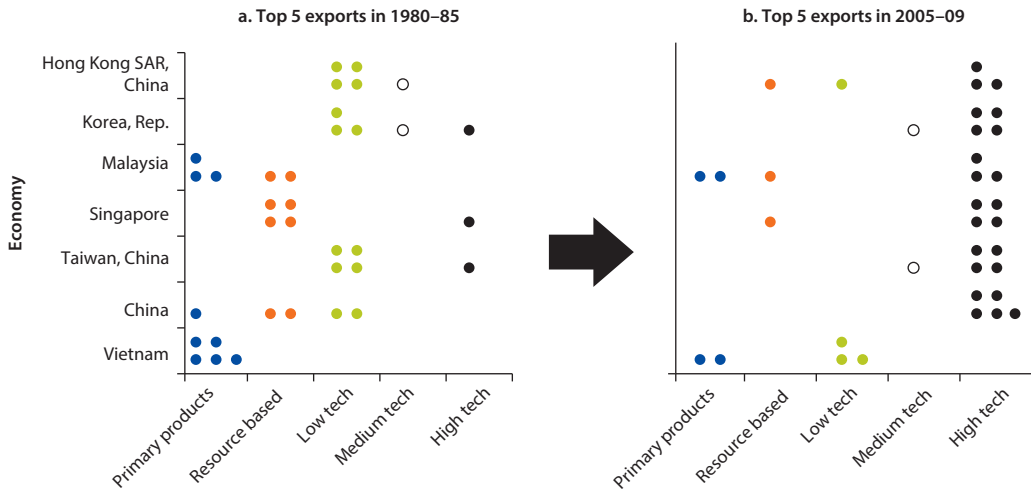 a. Top 5 exports in 1980–85
b. Top 5 exports in 2005–09
Economy
Hong Kong SAR,
China
Korea, Rep.
Malaysia
Singapore
Taiwan, China
China
Vietnam
Primary products
Resource based
Low tech
Medium tech
High tech
Primary products
Resource based
Low tech
Medium tech
High tech